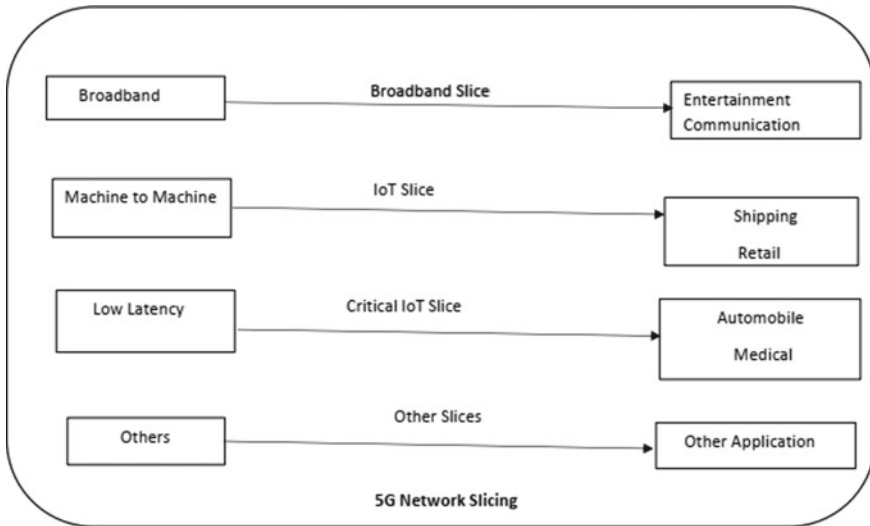 Broadband
Broadband Slice
Entertainment
Communication
Machine to Machine
IoT Slice
Shipping
Retail
Low Latency
Critical IoT Slice
Automobile
Medical
Others
Other Slices
Other Application
5G Network Slicing